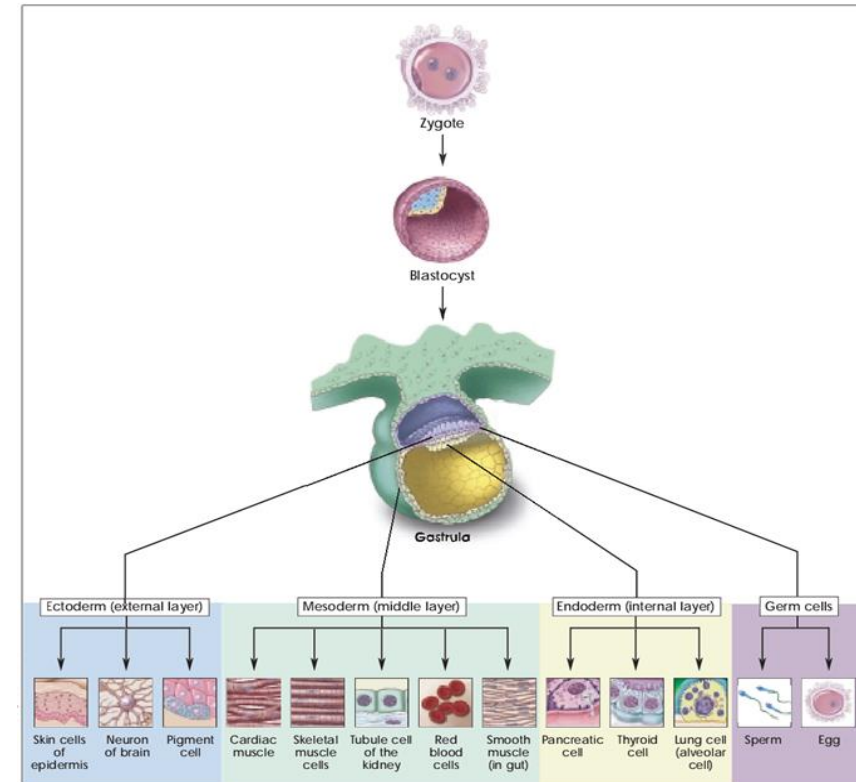 Zygote
Blastocyst
Gastrula
Ectoderm (external layer)
Mesoderm (middle layer)
Endoderm (internal layer)
Germ cells
Skin cells
of
epidermis
Neuron
of brain
Pigment
cell
Cardiac
muscle
Skeletal
muscle
cells
Tubule cell
of the
kidney
Red
blood
cells
Smooth
muscle
(in gut)
Pancreatic
cell
Thyroid
cell
Lung cell
(alveolar
cell)
Sperm
Egg